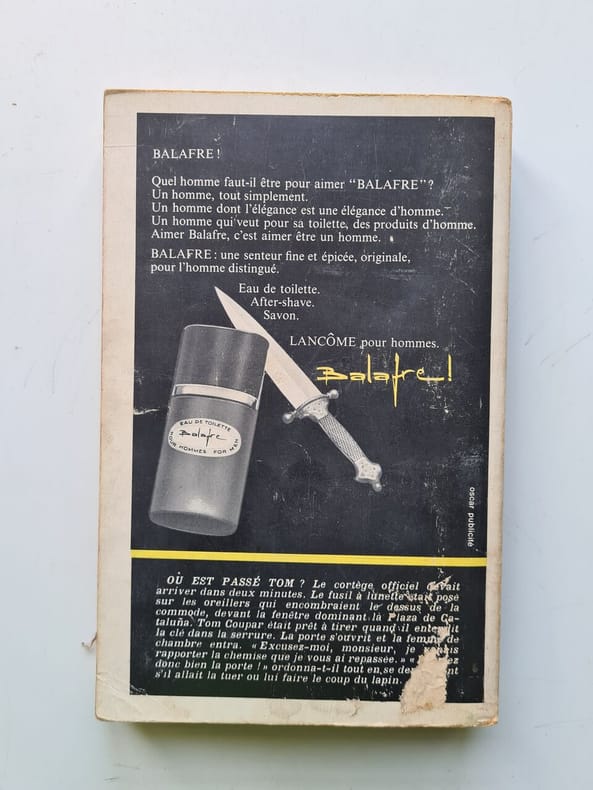 BALAFRE !
Quel homme faut-il être pour aimer "BALAFRE" ?
Un homme, tout simplement.
Un homme dont l'élégance est une élégance d'homme.
Un homme qui veut pour sa toilette, des produits d'homme.
Aimer Balafre, c'est aimer être un homme.
BALAFRE : une senteur fine et épicée, originale,
pour l'homme distingué.
Eau de toilette.
After-shave.
Savon.
LANCÔME pour hommes.
Balafre !
EAU DE TOILETTE
Balafre
POUR HOMMES FOR MEN
oscar publicité
OÙ EST PASSÉ TOM ? Le cortège officiel devait
arriver dans deux minutes. Le fusil à lunette était posé
sur les oreillers qui encombraient le dessus de la
commode, devant la fenêtre dominant la Plaza de Ca-
taluña. Tom Coupar était prêt à tirer quand il entendit
la clé dans la serrure. La porte s'ouvrit et la femme de
chambre entra. « Excusez-moi, monsieur, je venais
rapporter la chemise que je vous ai repassée. » «
donc bien la porte ! » ordonna-t-il tout en se
s'il allait la tuer ou lui faire le coup du lapin.